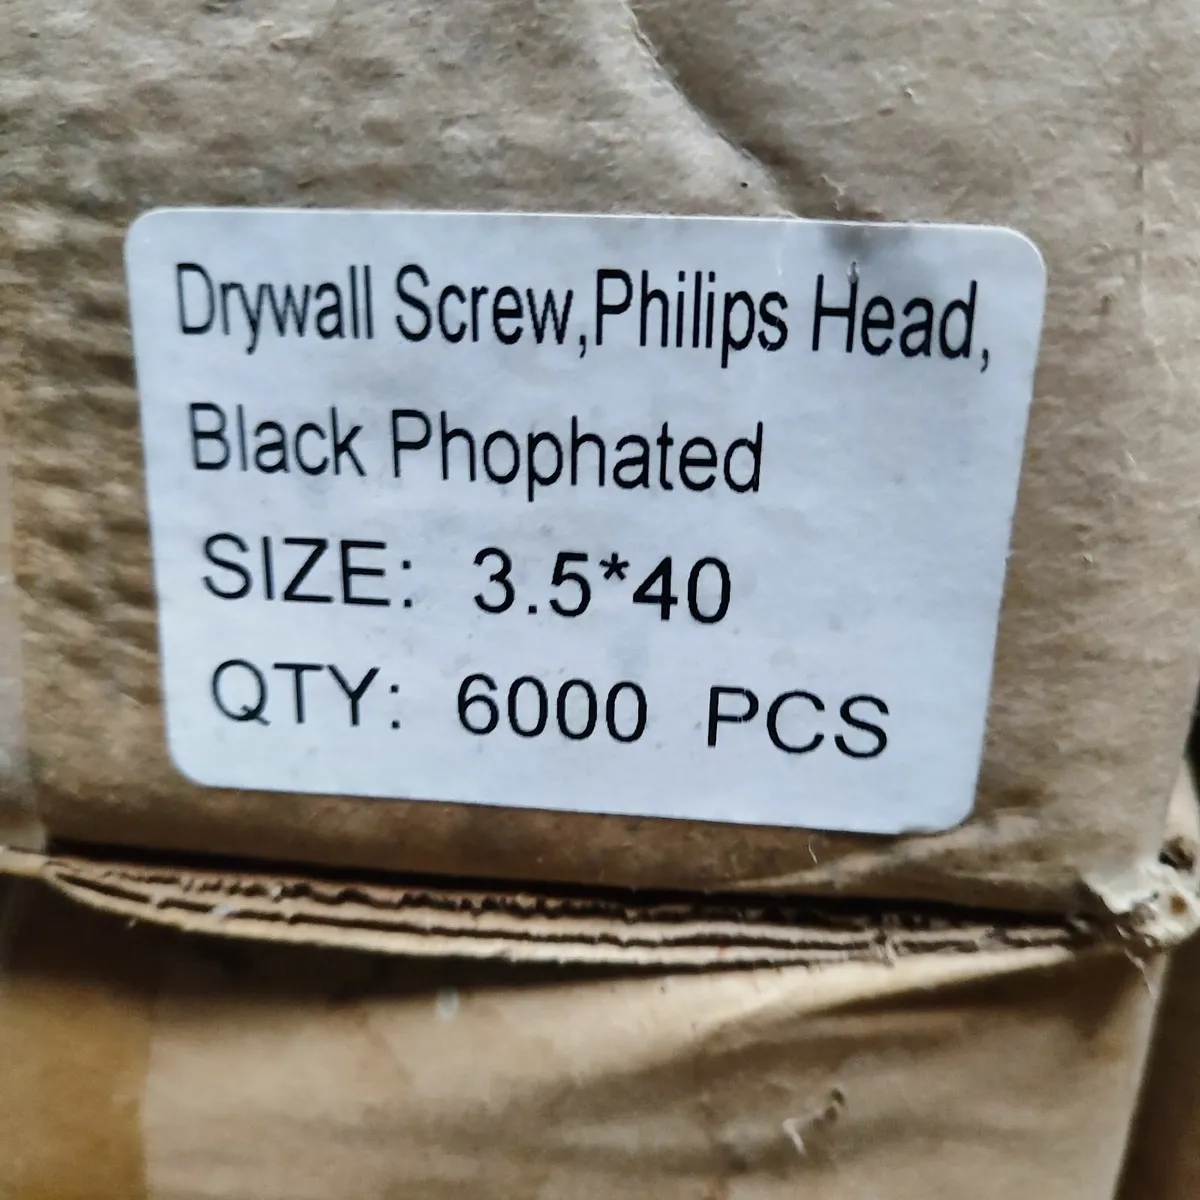 Drywall Screw,Philips Head,
Black Phophated
SIZE: 3.5*40
QTY: 6000 PCS